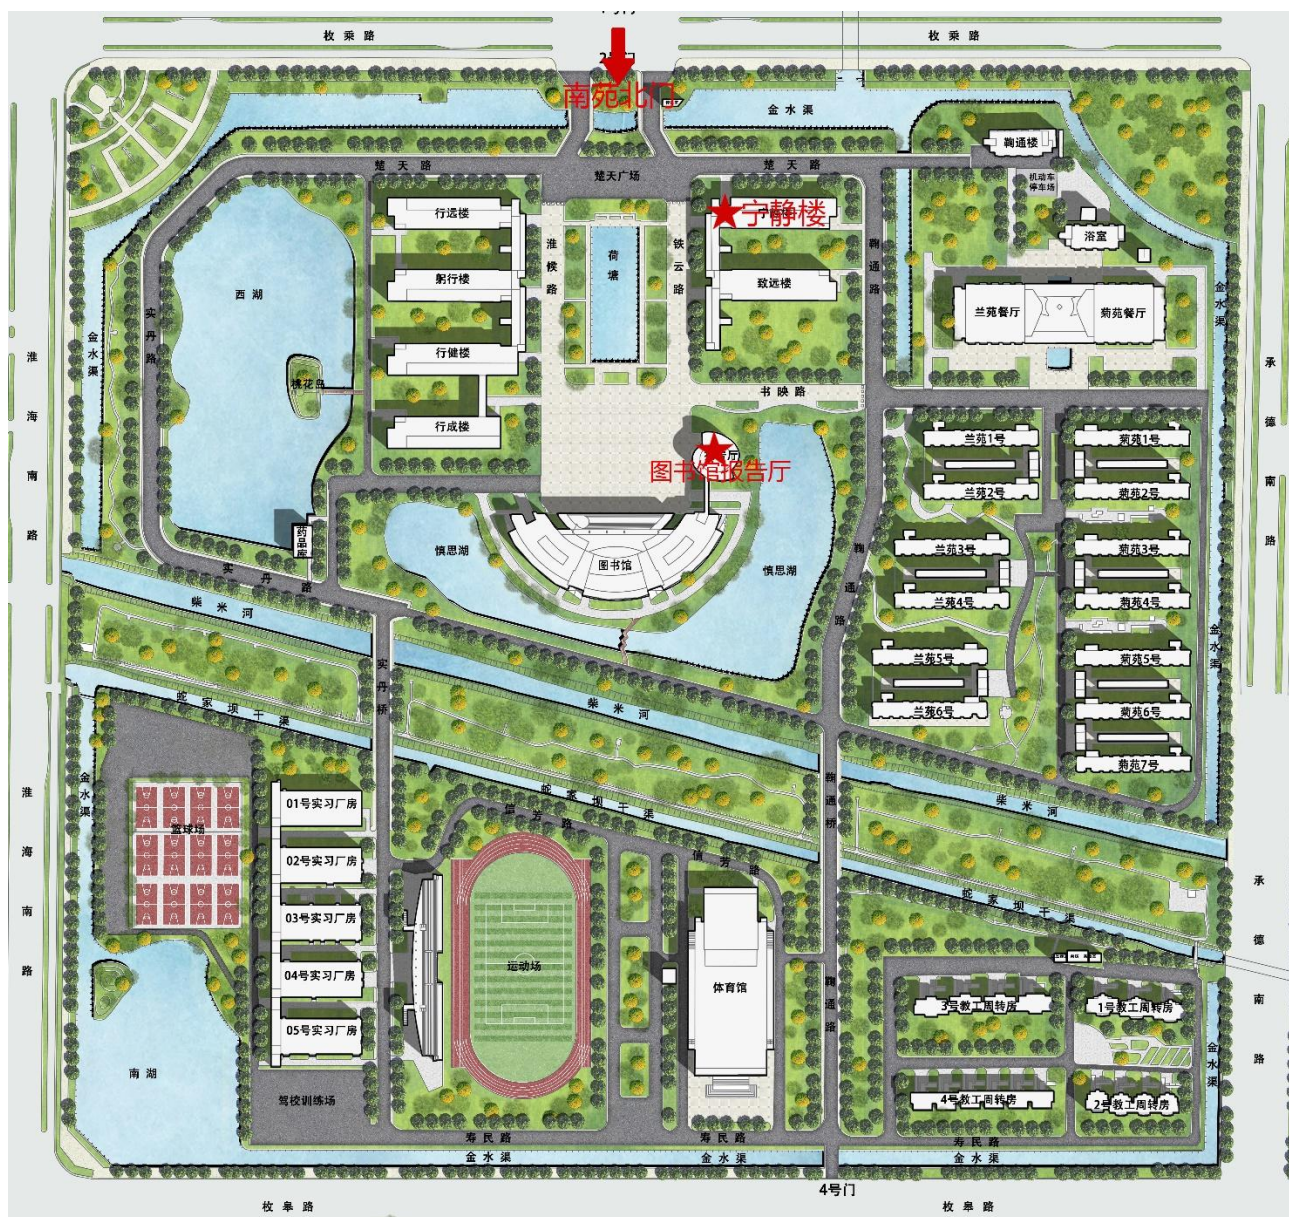 枚乘路
枚乘路
南苑北门
金水渠
鞠通楼
楚天路
楚天广场
楚天路
机动车
停车场
行远楼
宁静楼
浴室
淮候路
荷塘
铁云路
鞠通路
躬行楼
致远楼
西湖
金水渠
实丹路
兰苑餐厅
菊苑餐厅
金水渠
行健楼
淮海南路
承德南路
桃花岛
书映路
行成楼
兰苑1号
菊苑1号
图书馆报告厅
兰苑2号
菊苑2号
药品库
慎思湖
图书馆
慎思湖
鞠通路
兰苑3号
菊苑3号
实丹路
柴米河
兰苑4号
菊苑4号
金水渠
实丹桥
兰苑5号
菊苑5号
蛇家坝干渠
柴米河
兰苑6号
菊苑6号
菊苑7号
淮海南路
金水渠
01号实习厂房
蛇家坝干渠
鞠通桥
柴米河
篮球场
信芳路
02号实习厂房
信芳路
承德南路
03号实习厂房
蛇家坝干渠
04号实习厂房
运动场
体育馆
鞠通路
3号教工周转房
1号教工周转房
05号实习厂房
金水渠
南湖
驾校训练场
4号教工周转房
2号教工周转房
寿民路
寿民路
寿民路
金水渠
金水渠
金水渠
4号门
枚皋路
枚皋路